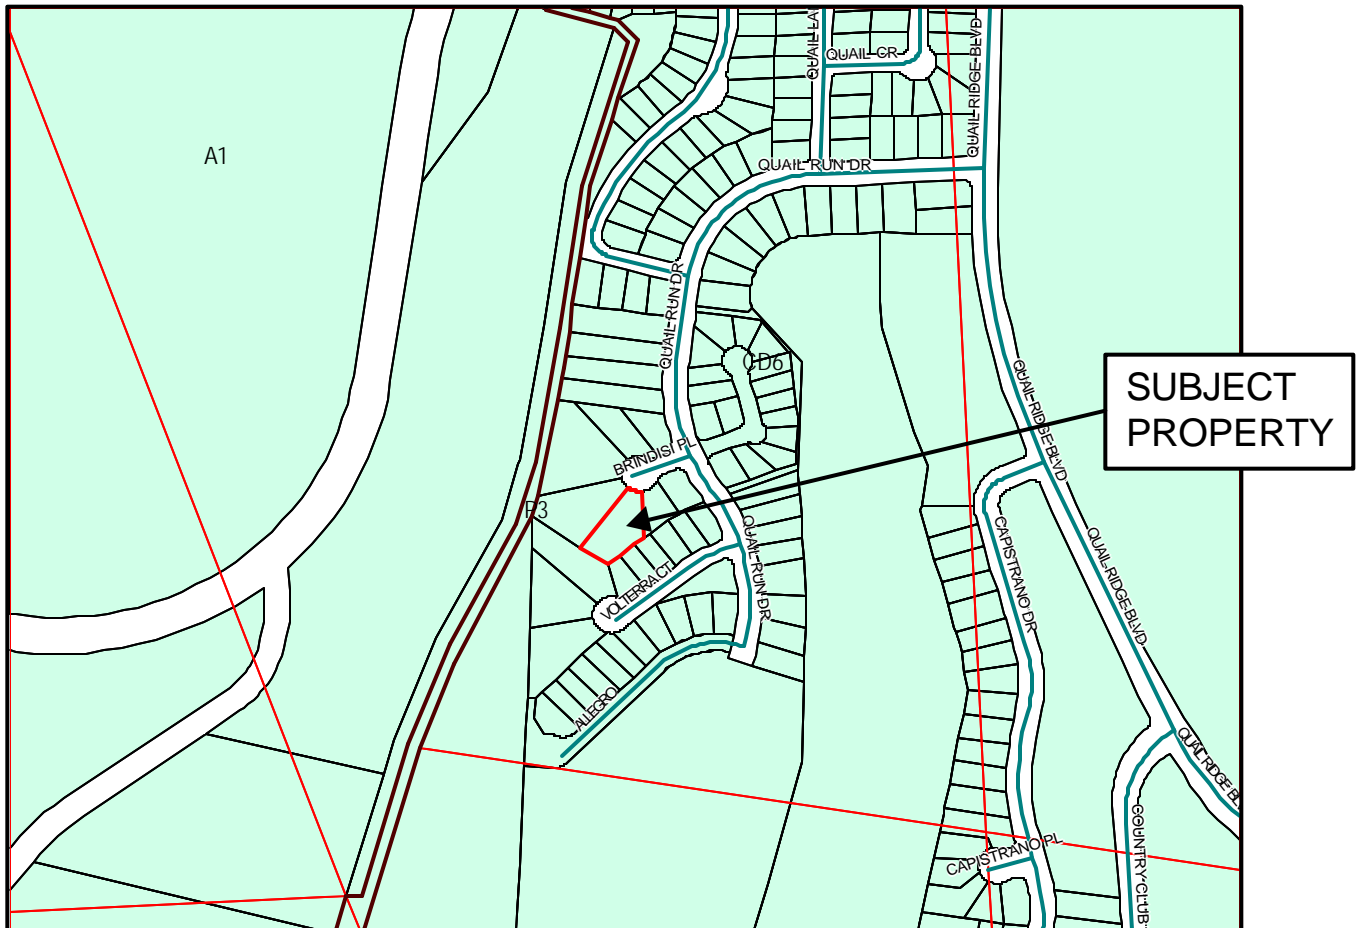 QUAIL LA
QUAIL CR
QUAIL RIDGE BLVD
A1
QUAIL RUN DR
QUAIL RUN DR
CD6
QUAIL RIDGE BLVD
SUBJECT
PROPERTY
BRINDISI PL
QUAIL RUN DR
CAPISTRANO DR
QUAIL RIDGE BLVD
VOLTERRA CT
ALLEGRO
QUAIL RIDGE BL
COUNTRY CLUB
CAPISTRANO PL